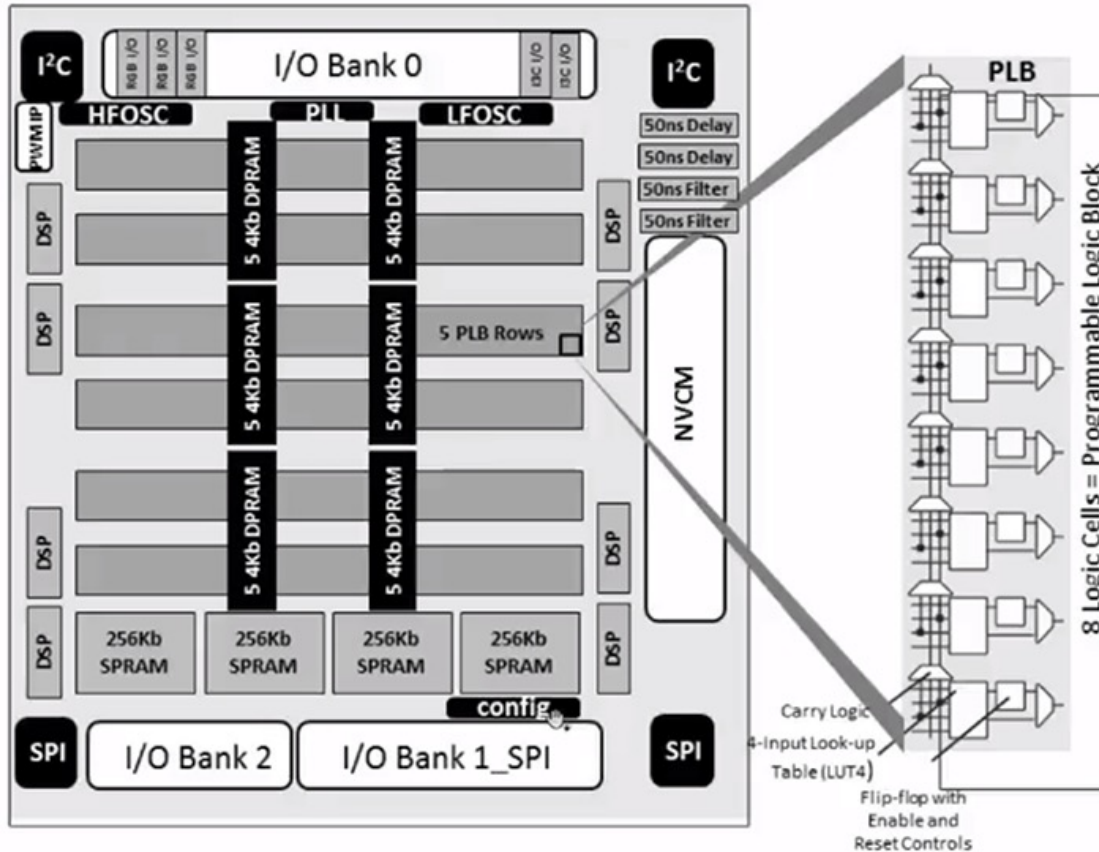 I²C
RGB I/O
RGB I/O
RGB I/O
I/O Bank 0
I3C I/O
I3C I/O
I²C
PWM IP
HFOSC
PLL
LFOSC
50ns Delay
50ns Delay
50ns Filter
50ns Filter
5 4Kb DPRAM
5 4Kb DPRAM
DSP
DSP
DSP
DSP
5 4Kb DPRAM
5 4Kb DPRAM
5 PLB Rows
NVCM
5 4Kb DPRAM
5 4Kb DPRAM
DSP
DSP
DSP
DSP
256Kb
SPRAM
256Kb
SPRAM
256Kb
SPRAM
256Kb
SPRAM
config
SPI
I/O Bank 2
I/O Bank 1_SPI
SPI
PLB
8 Logic Cells = Programmable Logic Block
Carry Logic
4-Input Look-up
Table (LUT4)
Flip-flop with
Enable and
Reset Controls